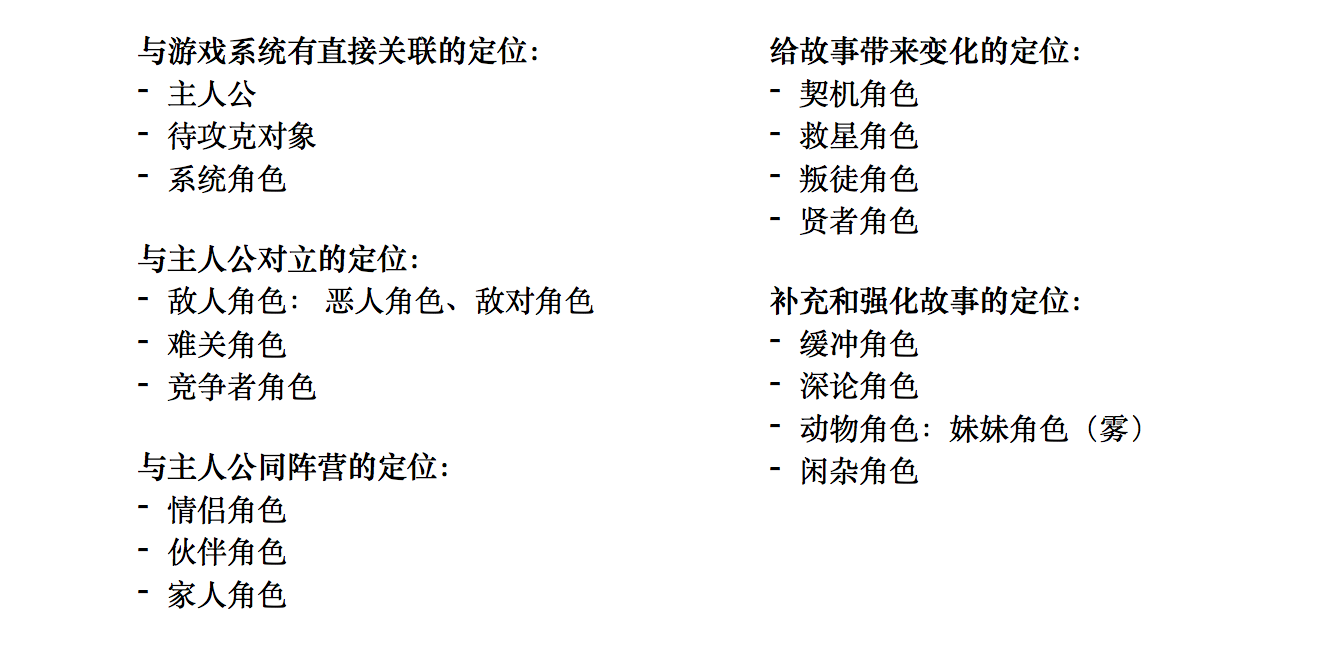 与游戏系统有直接关联的定位：
- 主人公
- 待攻克对象
- 系统角色
与主人公对立的定位：
- 敌人角色： 恶人角色、敌对角色
- 难关角色
- 竞争者角色
与主人公同阵营的定位：
- 情侣角色
- 伙伴角色
- 家人角色
给故事带来变化的定位：
- 契机角色
- 救星角色
- 叛徒角色
- 贤者角色
补充和强化故事的定位：
- 缓冲角色
- 深论角色
- 动物角色：妹妹角色（雾）
- 闲杂角色